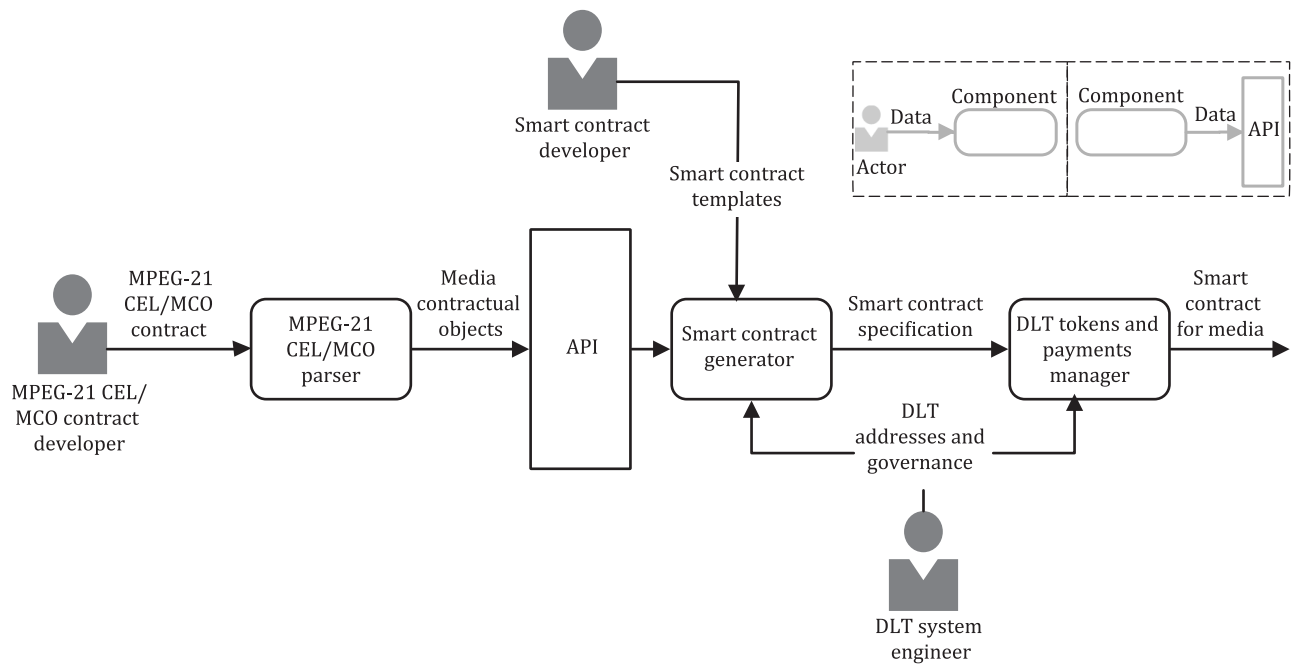 Smart contract
developer
Component
Component
Data
Data
API
Actor
Smart contract
templates
MPEG-21
CEL/MCO
contract
Media
contractual
objects
Smart contract
specification
Smart
contract
for media
MPEG-21
CEL/MCO
parser
API
Smart contract
generator
DLT tokens and
payments
manager
MPEG-21 CEL/
MCO contract
developer
DLT
addresses and
governance
DLT system
engineer